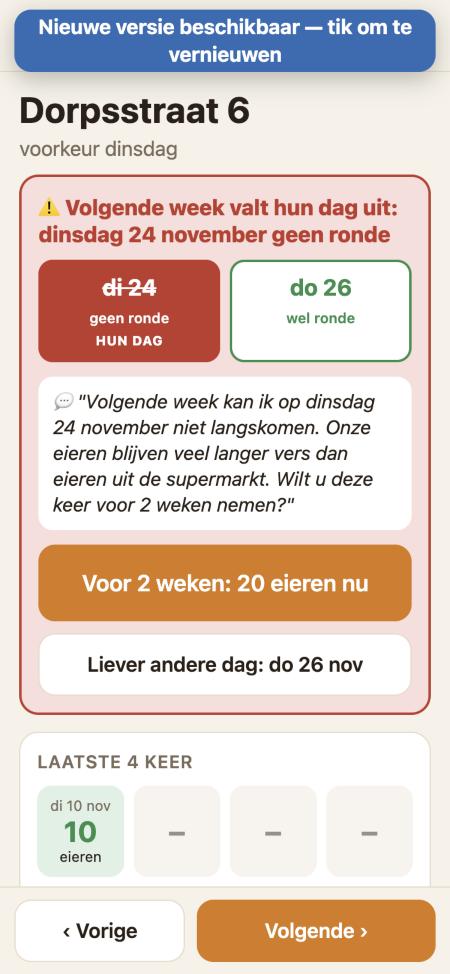 Nieuwe versie beschikbaar — tik om te
vernieuwen
Dorpsstraat 6
voorkeur dinsdag
⚠️ Volgende week valt hun dag uit:
dinsdag 24 november geen ronde
di 24
geen ronde
HUN DAG
do 26
wel ronde
💬 "Volgende week kan ik op dinsdag
24 november niet langskomen. Onze
eieren blijven veel langer vers dan
eieren uit de supermarkt. Wilt u deze
keer voor 2 weken nemen?"
Voor 2 weken: 20 eieren nu
Liever andere dag: do 26 nov
LAATSTE 4 KEER
di 10 nov
10
eieren
–
–
–
‹ Vorige
Volgende ›